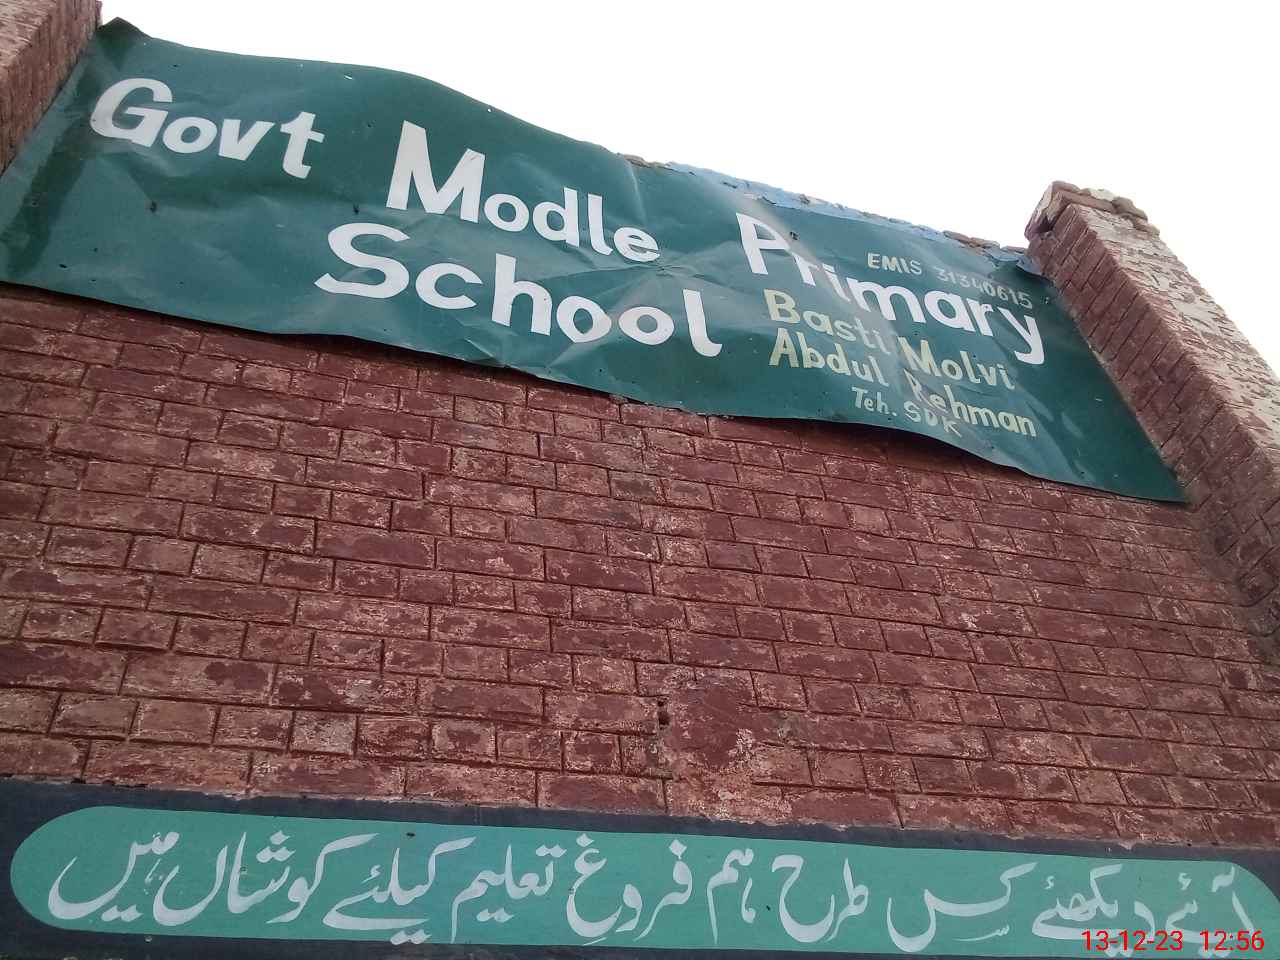 Govt Modle Primary
School
EMIS 31340615
Basti Molvi
Abdul Rehman
Teh. SDK
آیئے دیکھئے کس طرح ہم فروغِ تعلیم کیلئے کوشاں ہیں
13-12-23 12:56